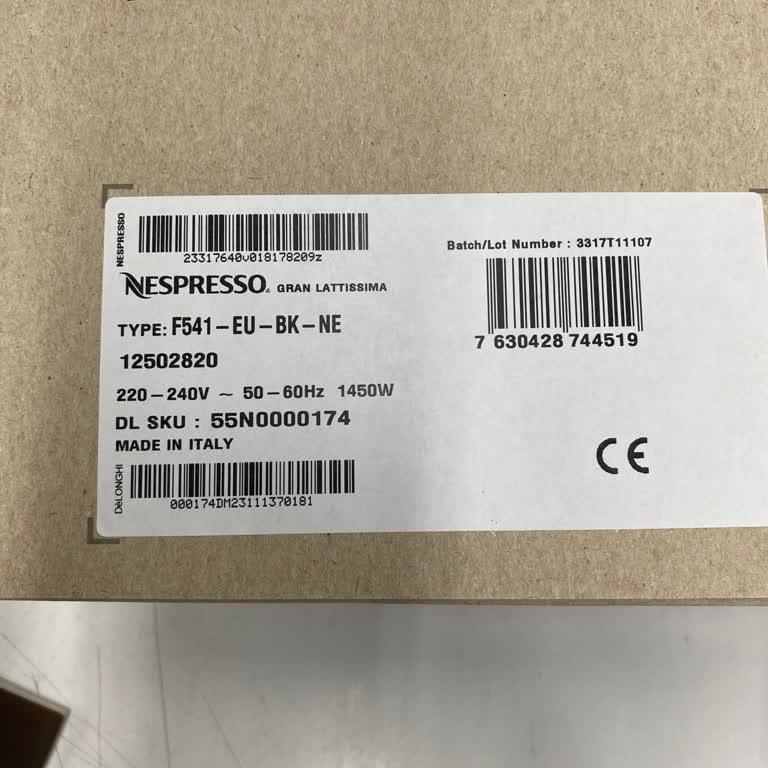 NESPRESSO
23317640v018178209z
NESPRESSO. GRAN LATTISSIMA
TYPE: F541-EU-BK-NE
12502820
220-240V ~ 50-60Hz 1450W
DL SKU : 55N0000174
MADE IN ITALY
DeLONGHI
000174DM23111370181
Batch/Lot Number : 3317T11107
7 630428 744519
CE